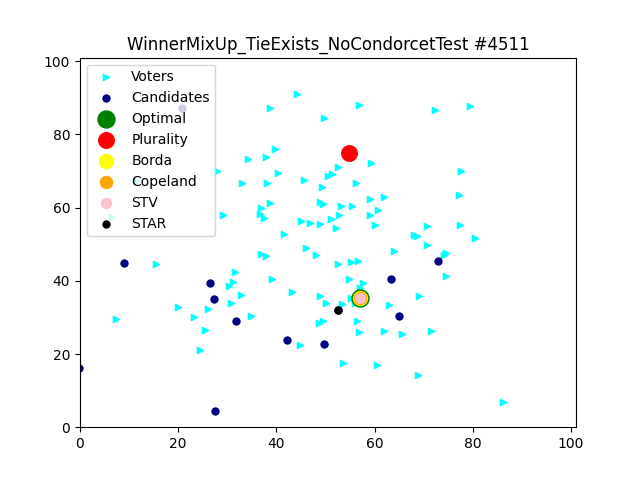 WinnerMixUp_TieExists_NoCondorcetTest #4511
100
80
60
40
20
0
0
20
40
60
80
100
Voters
Candidates
Optimal
Plurality
Borda
Copeland
STV
STAR